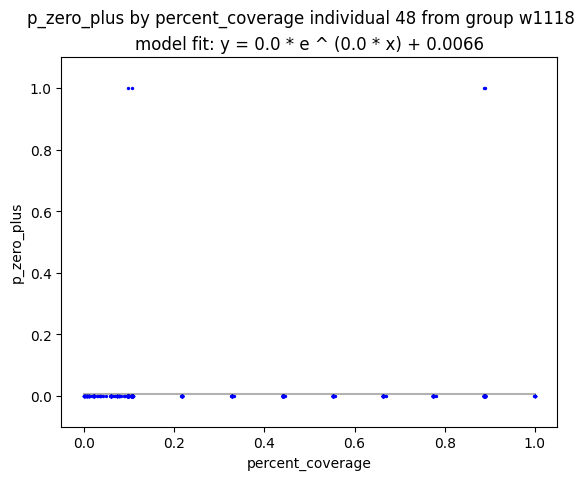 p_zero_plus by percent_coverage individual 48 from group w1118
model fit: y = 0.0 * e ^ (0.0 * x) + 0.0066
1.0
0.8
0.6
0.4
0.2
0.0
p_zero_plus
0.0 0.2 0.4 0.6 0.8 1.0
percent_coverage